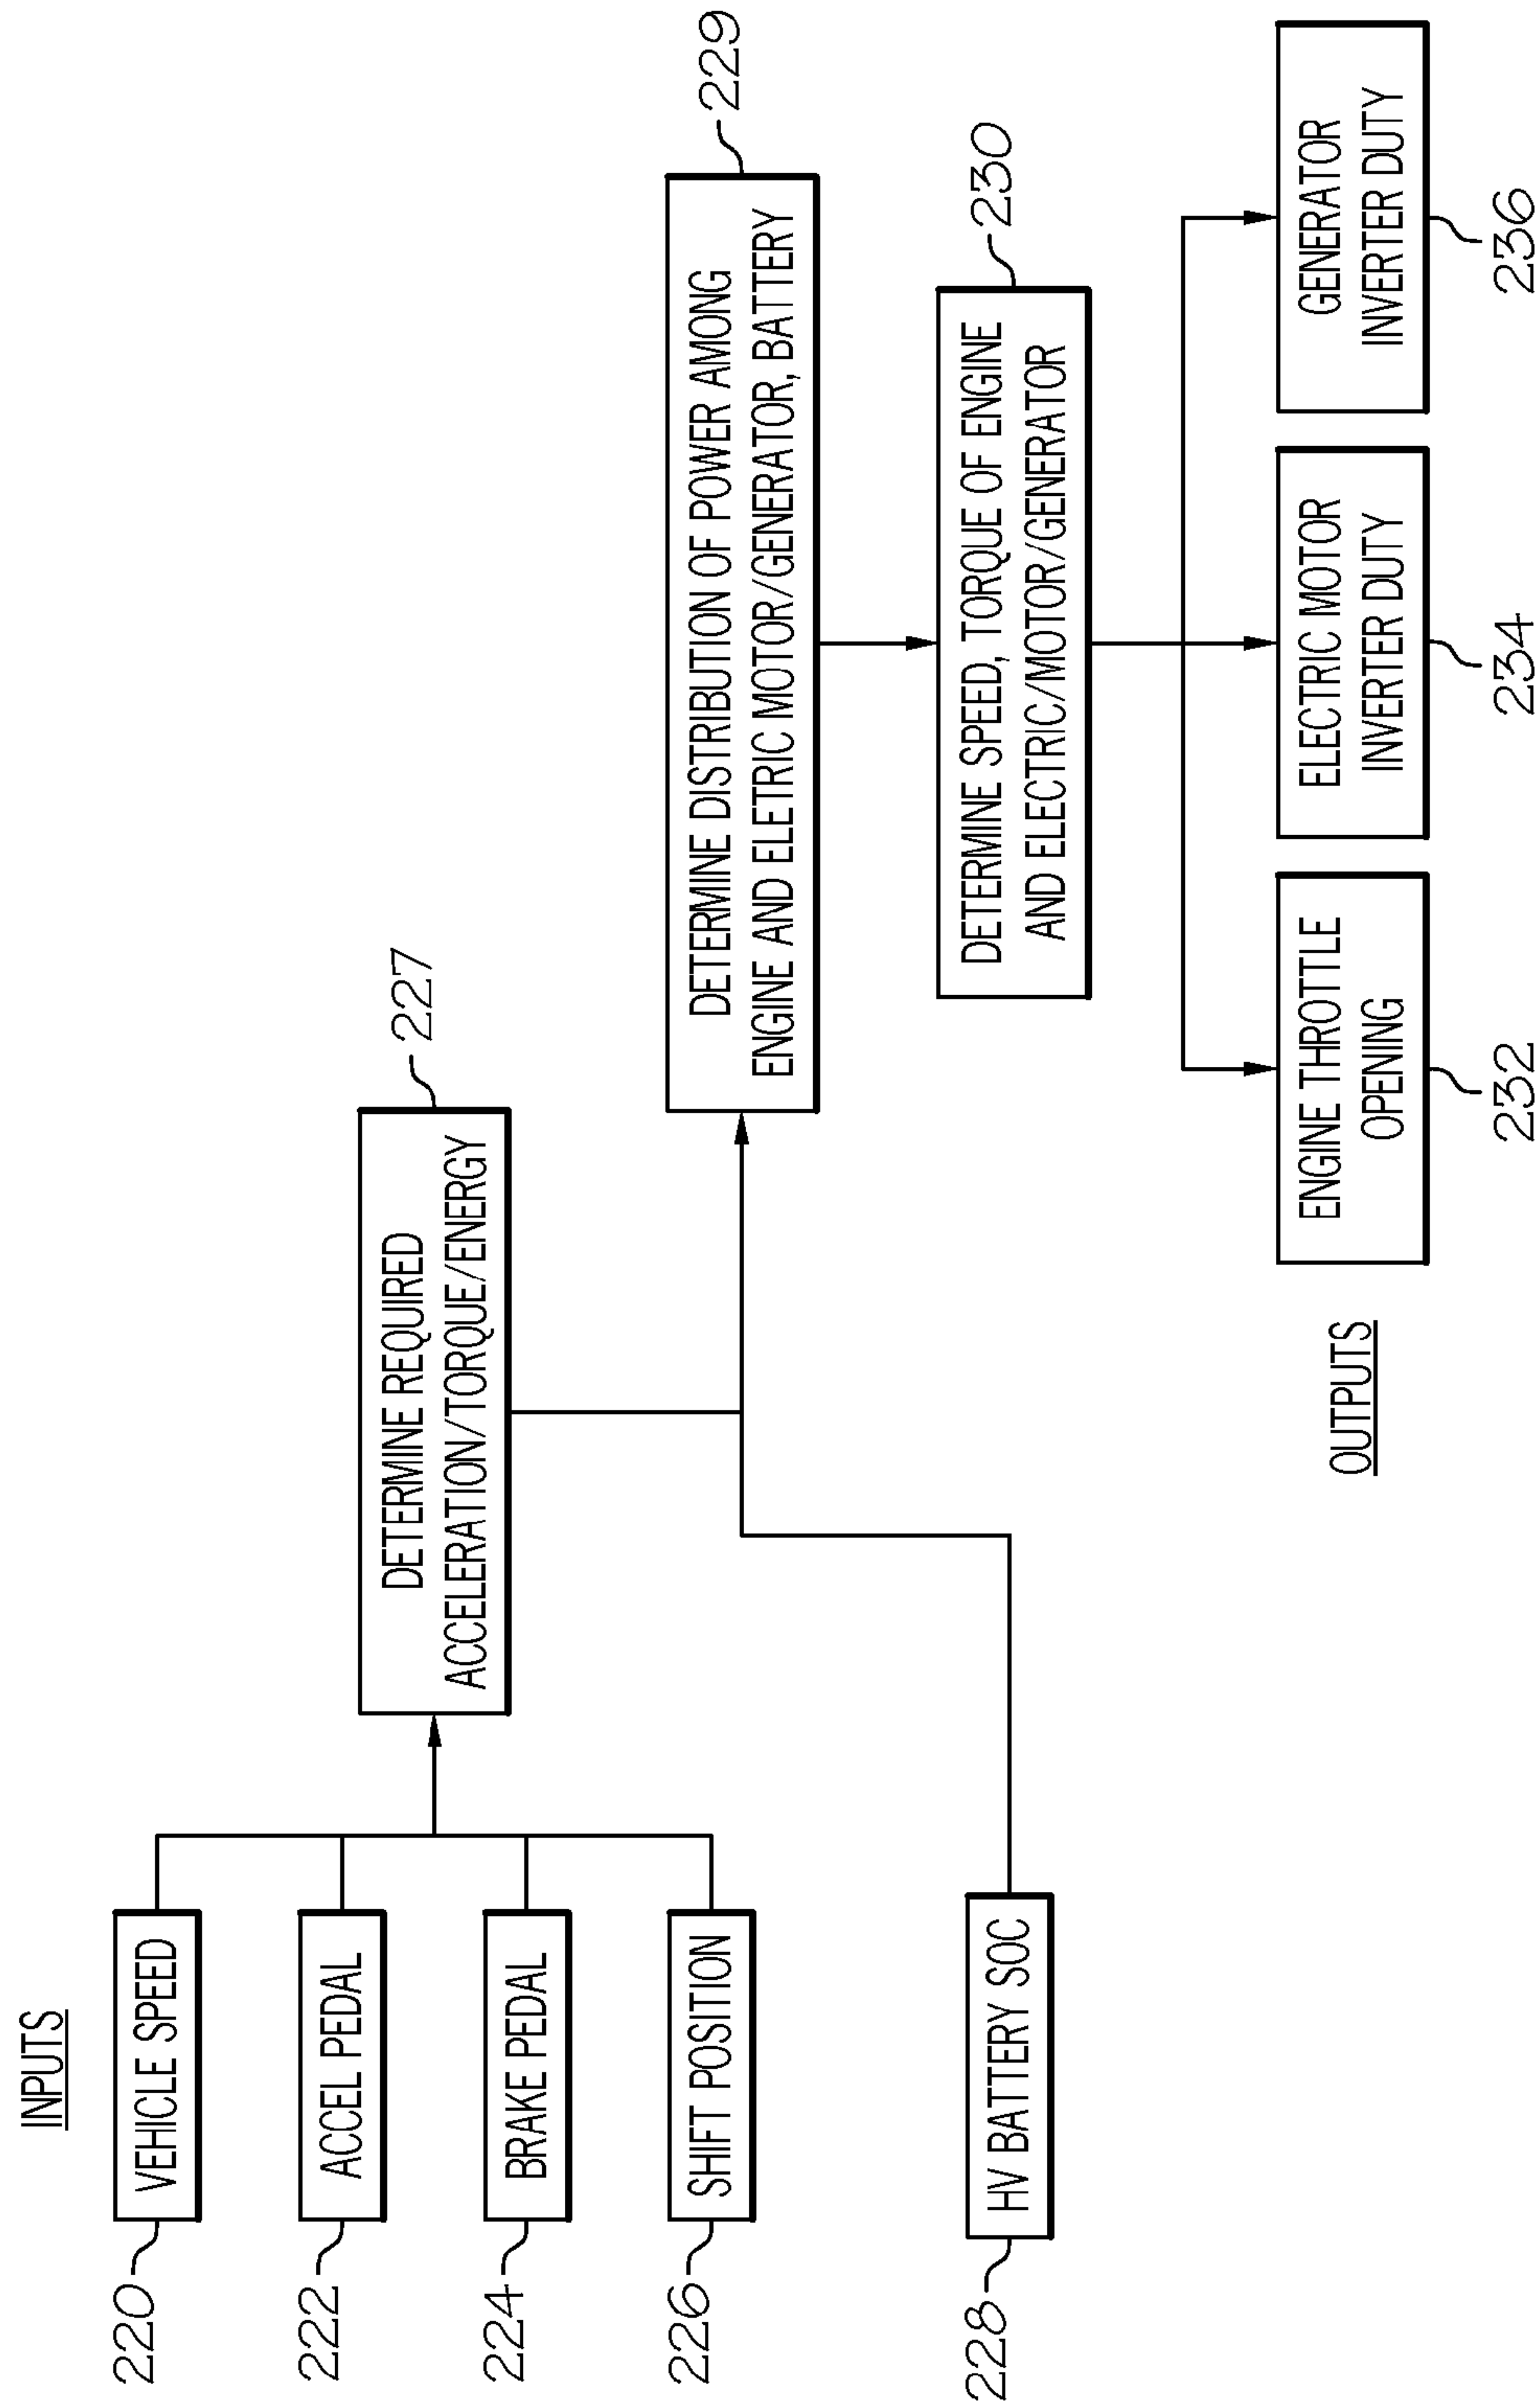 INPUTS
220
VEHICLE SPEED
222
ACCEL PEDAL
224
BRAKE PEDAL
226
SHIFT POSITION
228
HV BATTERY SOC
227
DETERMINE REQUIRED
ACCELERATION/TORQUE/ENERGY
229
DETERMINE DISTRIBUTION OF POWER AMONG
ENGINE AND ELETRIC MOTOR/GENERATOR, BATTERY
230
DETERMINE SPEED, TORQUE OF ENGINE
AND ELECTRIC/MOTOR/GENERATOR
OUTPUTS
ENGINE THROTTLE
OPENING
232
ELECTRIC MOTOR
INVERTER DUTY
234
GENERATOR
INVERTER DUTY
236